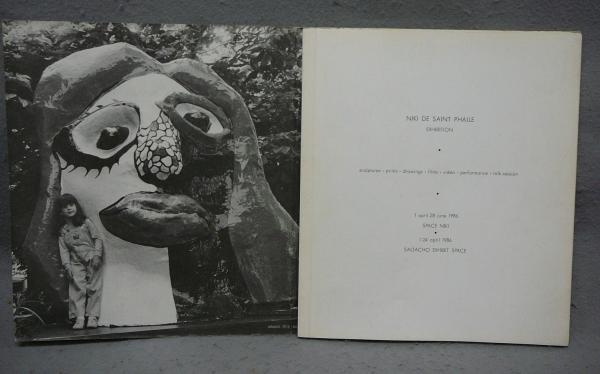 NIKI DE SAINT PHALLE
EXHIBITION
sculptures • prints • drawings • films • video • performance • talk session
1 april-28 june 1986
SPACE NIKI
1-24 april 1986
SAGACHO EXHIBIT SPACE